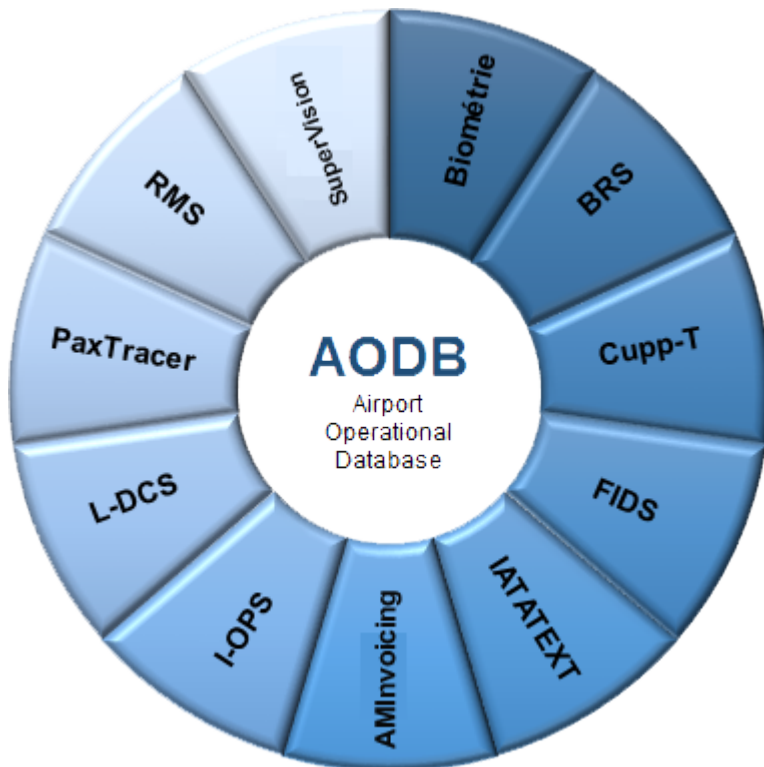 AODB
Airport
Operational
Database
Biométrie
BRS
Cupp-T
FIDS
IATATEXT
AMInvoicing
I-OPS
L-DCS
PaxTracer
RMS
SuperVision